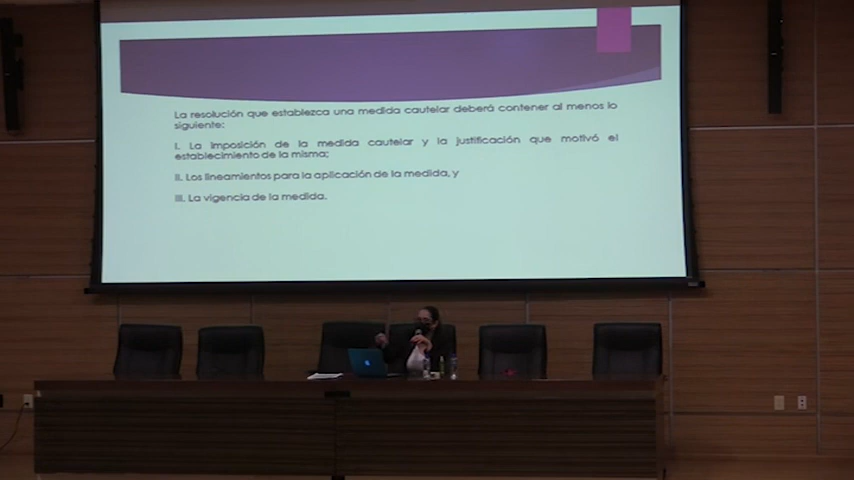 La resolución que establezca una medida cautelar deberá contener al menos lo
siguiente:
I. La imposición de la medida cautelar y la justificación que motivó el
establecimiento de la misma;
II. Los lineamientos para la aplicación de la medida, y
III. La vigencia de la medida.